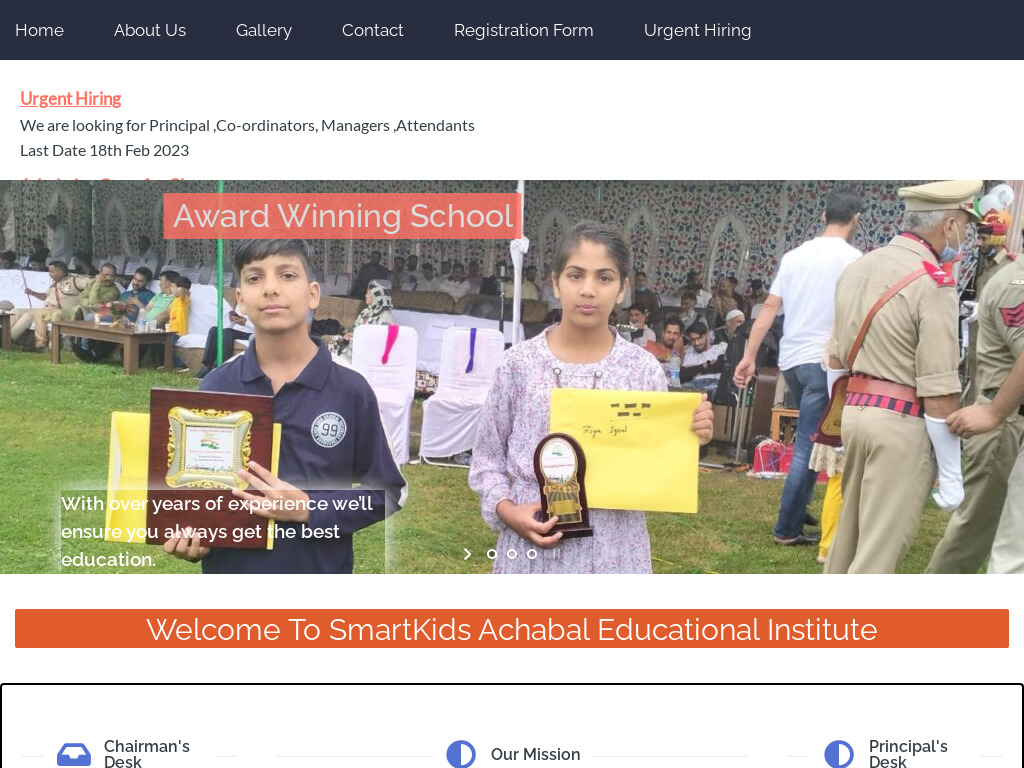 Home About Us Gallery Contact Registration Form Urgent Hiring
Urgent Hiring
We are looking for Principal ,Co-ordinators, Managers ,Attendants
Last Date 18th Feb 2023
Award Winning School
99
With over years of experience we'll
ensure you always get the best
education.
Welcome To SmartKids Achabal Educational Institute
Chairman's
Desk
Our Mission
Principal's
Desk